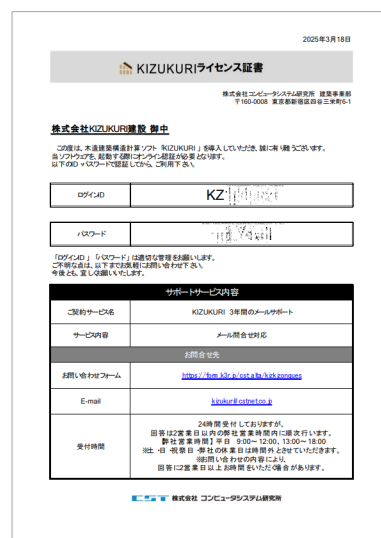 2025年3月18日
KIZUKURIライセンス証書
株式会社コンピュータシステム研究所 建築事業部
〒160-0008 東京都新宿区四谷三栄町6-1
株式会社KIZUKURI建設 御中
この度は、木造建築構造計算ソフト「KIZUKURI」を導入していただき、誠に有り難うございます。
当ソフトウェアを、起動する際にオンライン認証が必要となります。
以下のID・パスワードで認証してから、ご利用下さい。
ログインID KZ
パスワード
「ログインID」「パスワード」は適切な管理をお願いします。
ご不明な点は、以下までお気軽にお問い合わせ下さい。
今後とも、宜しくお願いいたします。
サポートサービス内容
ご契約サービス名 KIZUKURI 3年間のメールサポート
サービス内容 メール問合せ対応
お問い合せ先
お問い合わせフォーム https://form.k3r.jp/cst.alta/kizkizonques
E-mail
受付時間
24時間受付しておりますが、
回答は2営業日以内の弊社営業時間内に順次行います。
【弊社営業時間】平日 9:00~12:00、13:00~18:00
※土・日・祝祭日・弊社の休業日は時間外とさせていただきます。
※お問い合わせの内容により、
回答に2営業日以上お時間をいただく場合があります。
CST 株式会社 コンピュータシステム研究所